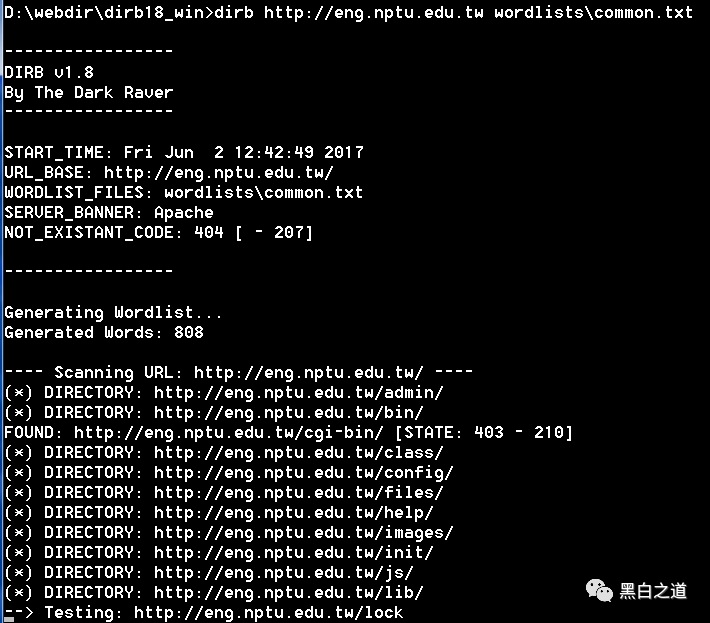 D:\webdir\dirb18_win>dirb http://eng.nptu.edu.tw wordlists\common.txt
-----------------
DIRB v1.8
By The Dark Raver
-----------------
START_TIME: Fri Jun  2 12:42:49 2017
URL_BASE: http://eng.nptu.edu.tw/
WORDLIST_FILES: wordlists\common.txt
SERVER_BANNER: Apache
NOT_EXISTANT_CODE: 404 [ - 207]
-----------------
Generating Wordlist...
Generated Words: 808
---- Scanning URL: http://eng.nptu.edu.tw/ ----
(*) DIRECTORY: http://eng.nptu.edu.tw/admin/
(*) DIRECTORY: http://eng.nptu.edu.tw/bin/
FOUND: http://eng.nptu.edu.tw/cgi-bin/ [STATE: 403 - 210]
(*) DIRECTORY: http://eng.nptu.edu.tw/class/
(*) DIRECTORY: http://eng.nptu.edu.tw/config/
(*) DIRECTORY: http://eng.nptu.edu.tw/files/
(*) DIRECTORY: http://eng.nptu.edu.tw/help/
(*) DIRECTORY: http://eng.nptu.edu.tw/images/
(*) DIRECTORY: http://eng.nptu.edu.tw/init/
(*) DIRECTORY: http://eng.nptu.edu.tw/js/
(*) DIRECTORY: http://eng.nptu.edu.tw/lib/
--> Testing: http://eng.nptu.edu.tw/lock
黑白之道